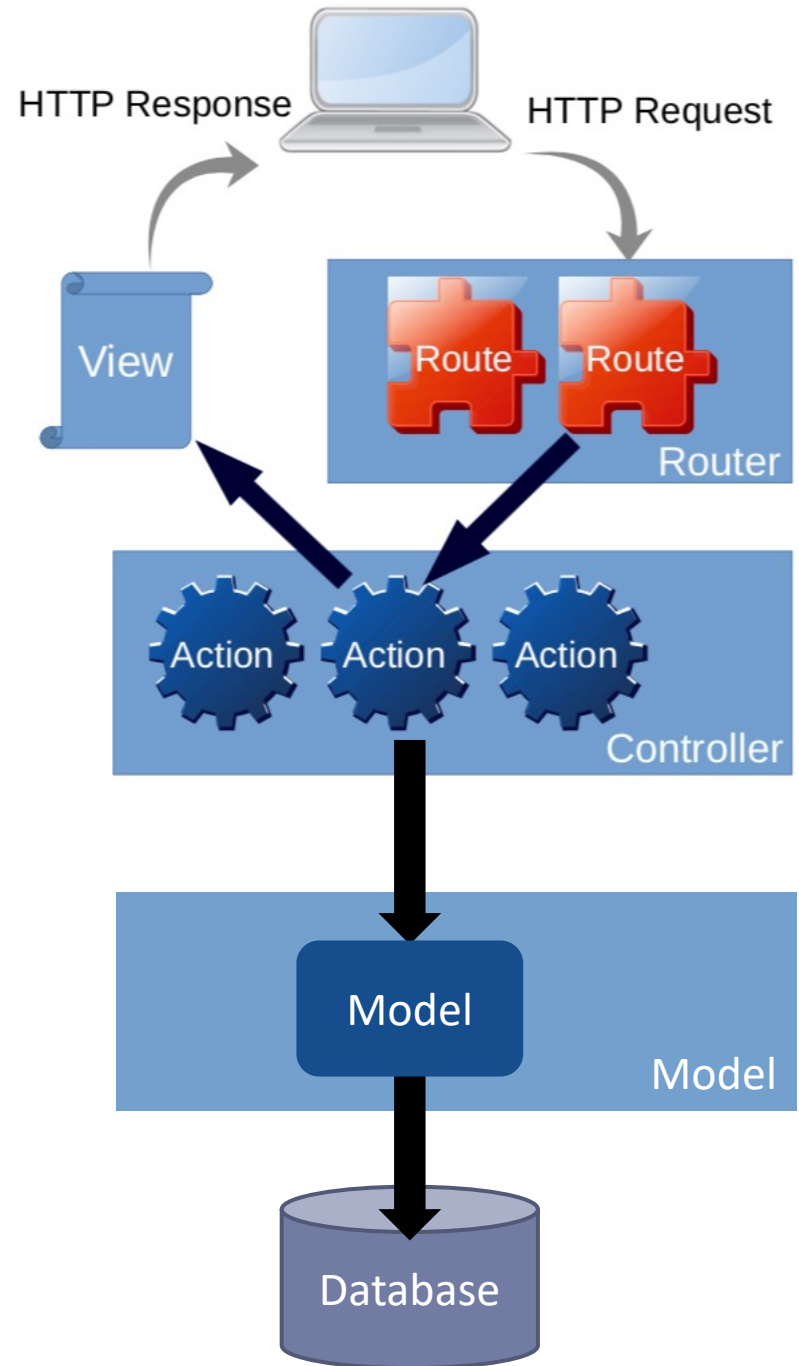 HTTP Response
HTTP Request
View
Route
Route
Router
Action
Action
Action
Controller
Model
Model
Database